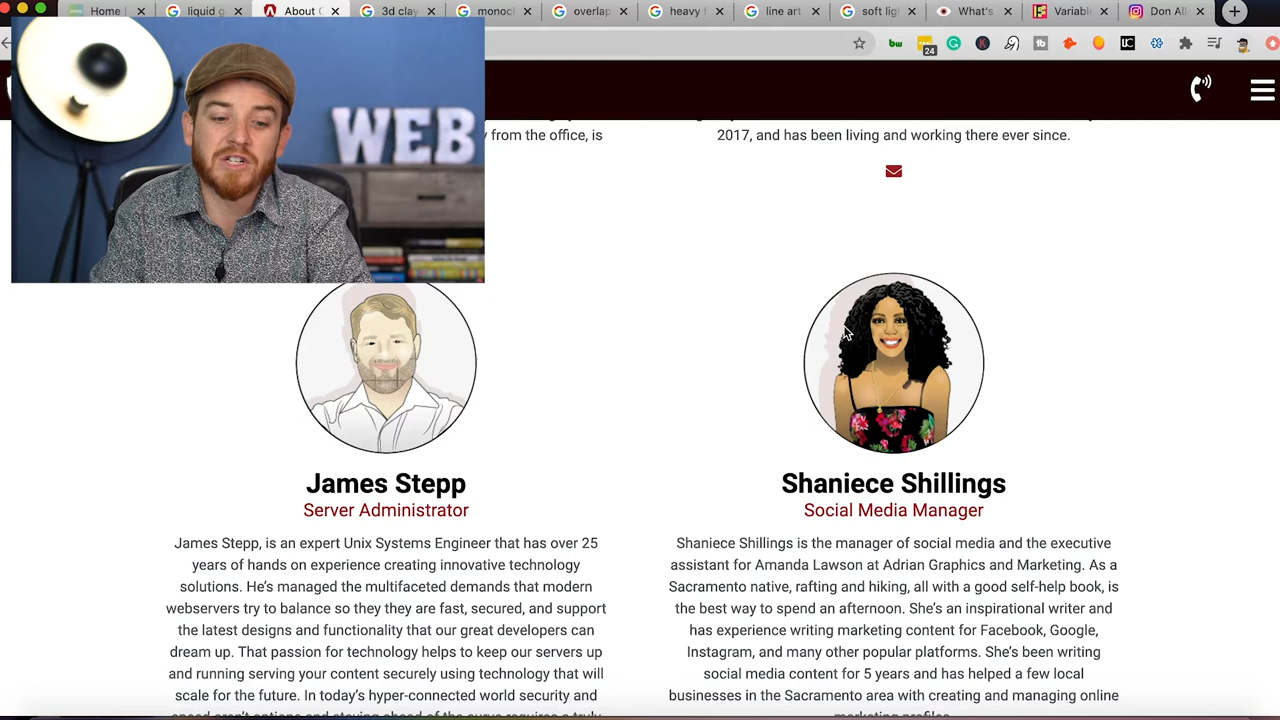 Home
liquid g
About C
3d clay
mono
overlap
heavy f
line art
soft lig
What's
Variabl
Don All
24
WEB
from the office, is
2017, and has been living and working there ever since.
James Stepp
Server Administrator
James Stepp, is an expert Unix Systems Engineer that has over 25
years of hands on experience creating innovative technology
solutions. He's managed the multifaceted demands that modern
webservers try to balance so they they are fast, secured, and support
the latest designs and functionality that our great developers can
dream up. That passion for technology helps to keep our servers up
and running serving your content securely using technology that will
scale for the future. In today's hyper-connected world security and
Shaniece Shillings
Social Media Manager
Shaniece Shillings is the manager of social media and the executive
assistant for Amanda Lawson at Adrian Graphics and Marketing. As a
Sacramento native, rafting and hiking, all with a good self-help book, is
the best way to spend an afternoon. She's an inspirational writer and
has experience writing marketing content for Facebook, Google,
Instagram, and many other popular platforms. She's been writing
social media content for 5 years and has helped a few local
businesses in the Sacramento area with creating and managing online
marketing profiles.